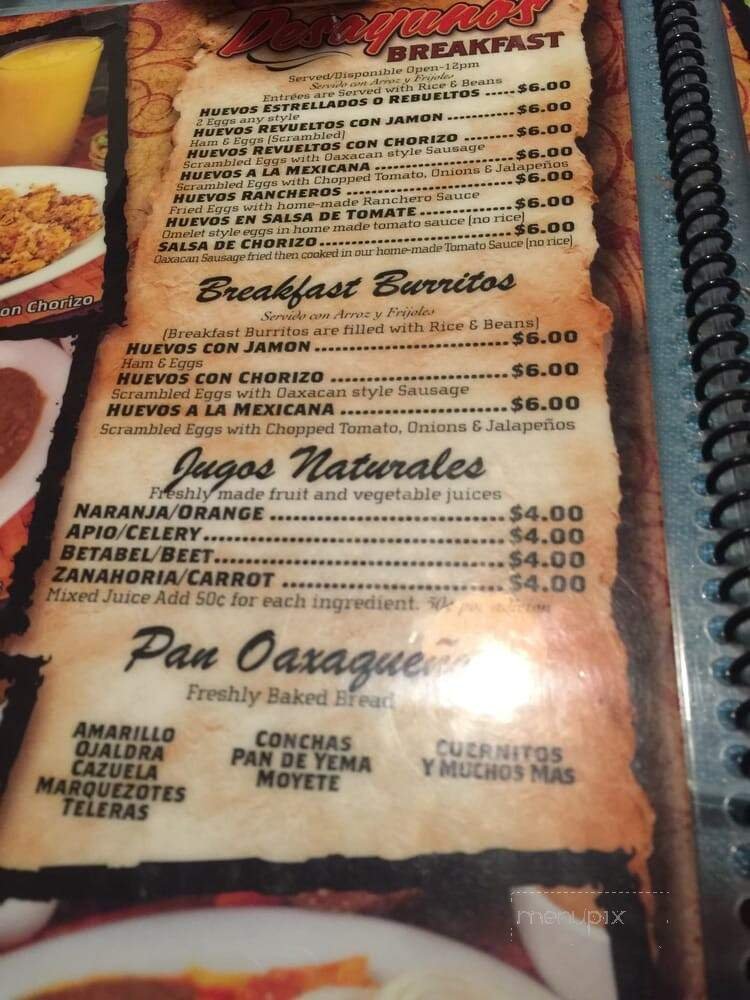 Desayunos
BREAKFAST
Served/Disponible Open-12pm
Servido con Arroz y Frijoles
Entrées are Served with Rice & Beans
HUEVOS ESTRELLADOS O REBUELTOS ..... $6.00
2 Eggs any style
HUEVOS REVUELTOS CON JAMON ............ $6.00
Ham & Eggs (Scrambled)
HUEVOS REVUELTOS CON CHORIZO .......... $6.00
Scrambled Eggs with Oaxacan style Sausage
HUEVOS A LA MEXICANA .................... $6.00
Scrambled Eggs with Chopped Tomato, Onions & Jalapeños
HUEVOS RANCHEROS ........................ $6.00
Fried Eggs with home-made Ranchero Sauce
HUEVOS EN SALSA DE TOMATE .............. $6.00
Omelet style eggs in home made tomato sauce (no rice)
SALSA DE CHORIZO............................ $6.00
Oaxacan Sausage fried then cooked in our home-made Tomato Sauce (no rice)
Breakfast Burritos
Servido con Arroz y Frijoles
(Breakfast Burritos are filled with Rice & Beans)
HUEVOS CON JAMON ............................ $6.00
Ham & Eggs
HUEVOS CON CHORIZO ......................... $6.00
Scrambled Eggs with Oaxacan style Sausage
HUEVOS A LA MEXICANA ...................... $6.00
Scrambled Eggs with Chopped Tomato, Onions & Jalapeños
Jugos Naturales
Freshly made fruit and vegetable juices
NARANJA/ORANGE ............................... $4.00
APIO/CELERY....................................... $4.00
BETABEL/BEET..................................... $4.00
ZANAHORIA/CARROT ............................ $4.00
Mixed Juice Add 50¢ for each ingredient. 50¢ por adicion
Pan Oaxaqueño
Freshly Baked Bread
AMARILLO
OJALDRA
CAZUELA
MARQUEZOTES
TELERAS
CONCHAS
PAN DE YEMA
MOYETE
CUERNITOS
Y MUCHOS MAS
on Chorizo
menupix